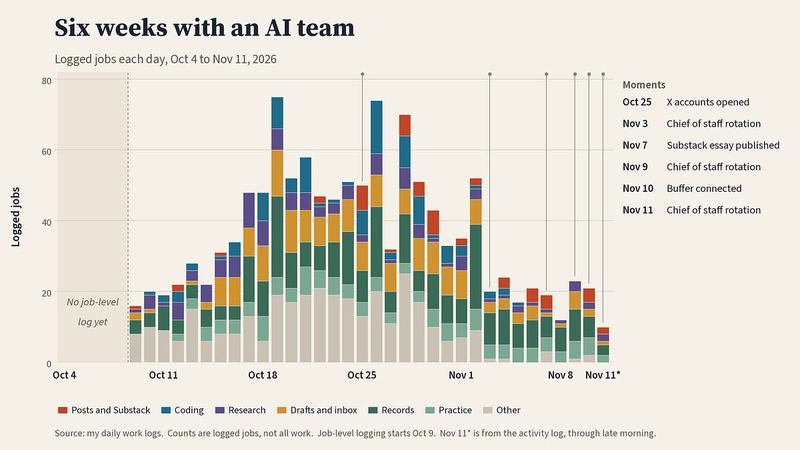 Six weeks with an AI team
Logged jobs each day, Oct 4 to Nov 11, 2026
Logged jobs
80
60
40
20
0
No job-level
log yet
Oct 4
Oct 11
Oct 18
Oct 25
Nov 1
Nov 8
Nov 11*
Moments
Oct 25 X accounts opened
Nov 3 Chief of staff rotation
Nov 7 Substack essay published
Nov 9 Chief of staff rotation
Nov 10 Buffer connected
Nov 11 Chief of staff rotation
Posts and Substack Coding Research Drafts and inbox Records Practice Other
Source: my daily work logs. Counts are logged jobs, not all work. Job-level logging starts Oct 9. Nov 11* is from the activity log, through late morning.